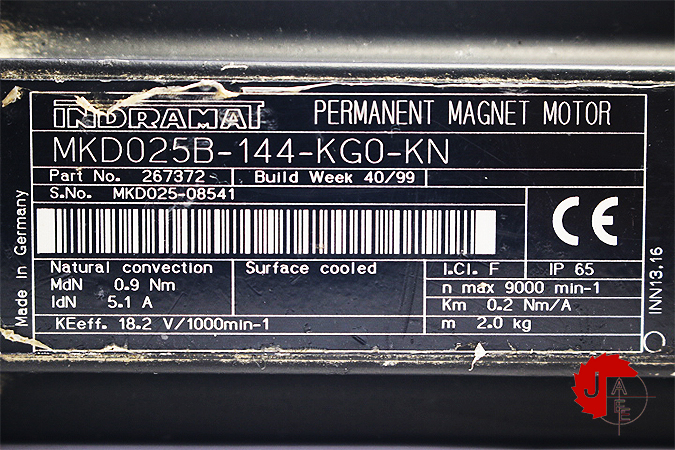 INDRAMAT PERMANENT MAGNET MOTOR
MKD025B-144-KG0-KN
Part No. 267372 Build Week 40/99
S.No. MKD025-08541
CE
Natural convection Surface cooled I.Cl. F IP 65
MdN 0.9 Nm n max 9000 min-1
IdN 5.1 A Km 0.2 Nm/A
KEeff. 18.2 V/1000min-1 m 2.0 kg
Made in Germany
INN13.16
J